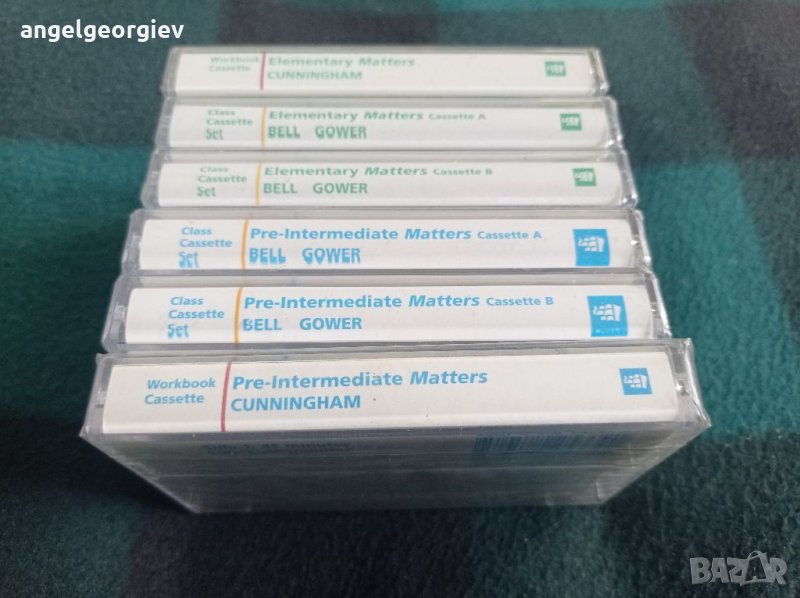 angelgeorgiev
Workbook
Cassette
Elementary Matters
CUNNINGHAM
Class
Cassette
Set
Elementary Matters Cassette A
BELL GOWER
Class
Cassette
Set
Elementary Matters Cassette B
BELL GOWER
Class
Cassette
Set
Pre-Intermediate Matters Cassette A
BELL GOWER
Class
Cassette
Set
Pre-Intermediate Matters Cassette B
BELL GOWER
Workbook
Cassette
Pre-Intermediate Matters
CUNNINGHAM
BAZAR